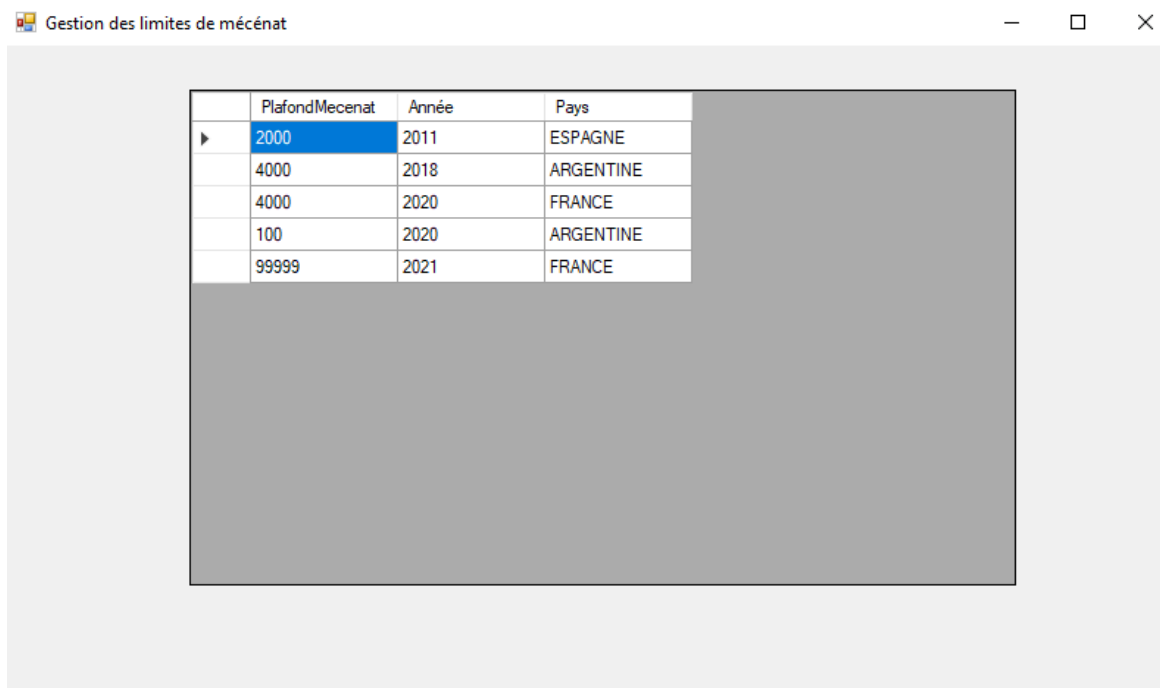 Gestion des limites de mécénat
PlafondMecenat Année Pays
2000 2011 ESPAGNE
4000 2018 ARGENTINE
4000 2020 FRANCE
100 2020 ARGENTINE
99999 2021 FRANCE